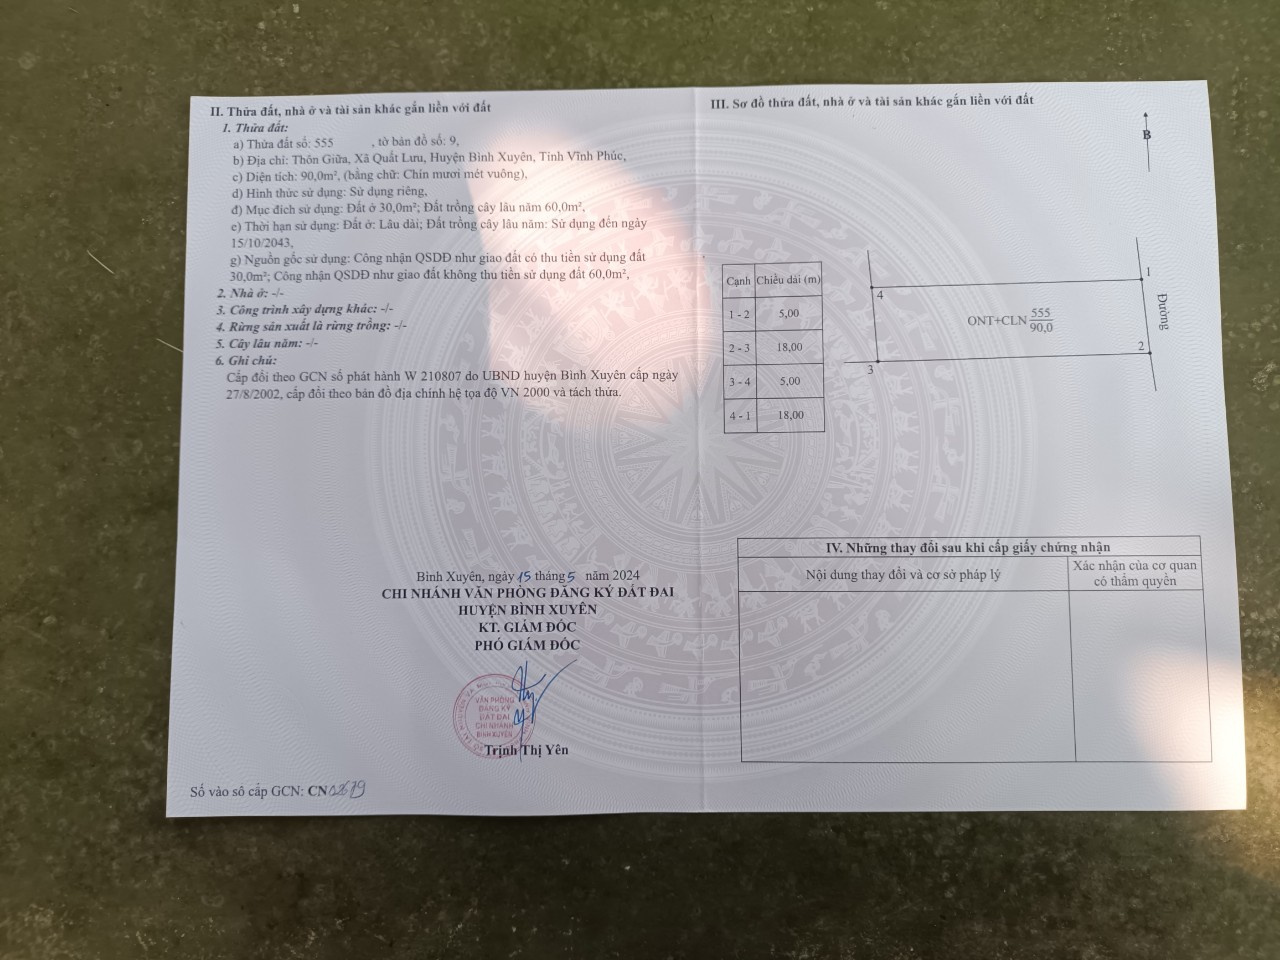 II. Thửa đất, nhà ở và tài sản khác gắn liền với đất
1. Thửa đất:
a) Thửa đất số: 555 , tờ bản đồ số: 9,
b) Địa chỉ: Thôn Giữa, Xã Quất Lưu, Huyện Bình Xuyên, Tỉnh Vĩnh Phúc,
c) Diện tích: 90,0m², (bằng chữ: Chín mươi mét vuông),
d) Hình thức sử dụng: Sử dụng riêng,
đ) Mục đích sử dụng: Đất ở 30,0m²; Đất trồng cây lâu năm 60,0m²,
e) Thời hạn sử dụng: Đất ở: Lâu dài; Đất trồng cây lâu năm: Sử dụng đến ngày
15/10/2043,
g) Nguồn gốc sử dụng: Công nhận QSDĐ như giao đất có thu tiền sử dụng đất
30,0m²; Công nhận QSDĐ như giao đất không thu tiền sử dụng đất 60,0m²,
2. Nhà ở: -/-
3. Công trình xây dựng khác: -/-
4. Rừng sản xuất là rừng trồng: -/-
5. Cây lâu năm: -/-
6. Ghi chú:
Cấp đổi theo GCN số phát hành W 210807 do UBND huyện Bình Xuyên cấp ngày
27/8/2002, cấp đổi theo bản đồ địa chính hệ tọa độ VN 2000 và tách thửa.
Bình Xuyên, ngày 15 tháng 5 năm 2024
CHI NHÁNH VĂN PHÒNG ĐĂNG KÝ ĐẤT ĐAI
HUYỆN BÌNH XUYÊN
KT. GIÁM ĐỐC
PHÓ GIÁM ĐỐC
VĂN PHÒNG
ĐĂNG KÝ
ĐẤT ĐAI
CHI NHÁNH
BÌNH XUYÊN
Trịnh Thị Yên
Số vào sổ cấp GCN: CN
III. Sơ đồ thửa đất, nhà ở và tài sản khác gắn liền với đất
B
Cạnh Chiều dài (m)
1 - 2 5,00
2 - 3 18,00
3 - 4 5,00
4 - 1 18,00
4
1
ONT+CLN 555
90,0
Đường
3
2
IV. Những thay đổi sau khi cấp giấy chứng nhận
Nội dung thay đổi và cơ sở pháp lý
Xác nhận của cơ quan
có thẩm quyền